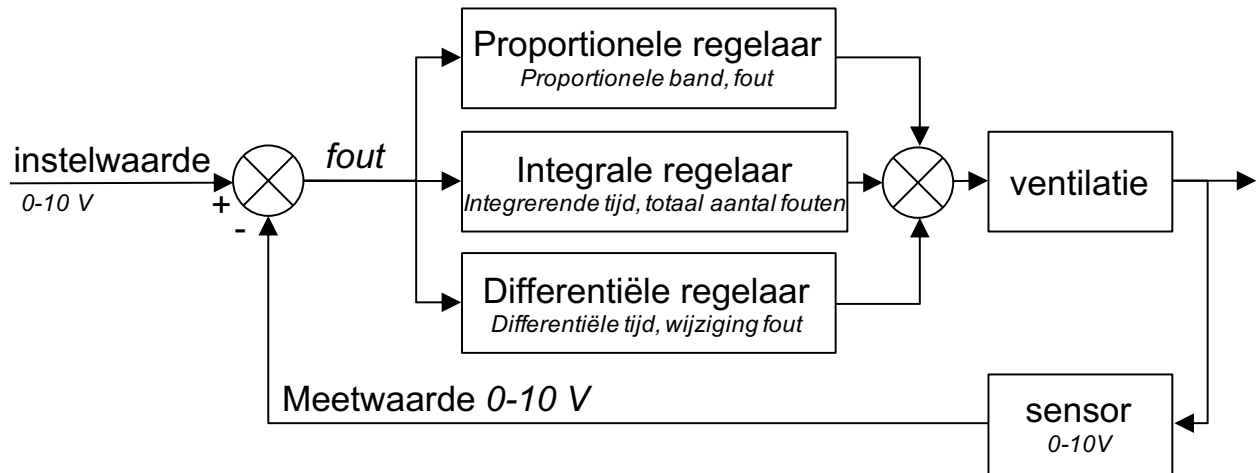 Proportionele regelaar
Proportionele band, fout
instelwaarde
0-10 V
+
-
fout
Integrale regelaar
Integrerende tijd, totaal aantal fouten
ventilatie
Differentiële regelaar
Differentiële tijd, wijziging fout
Meetwaarde 0-10 V
sensor
0-10V